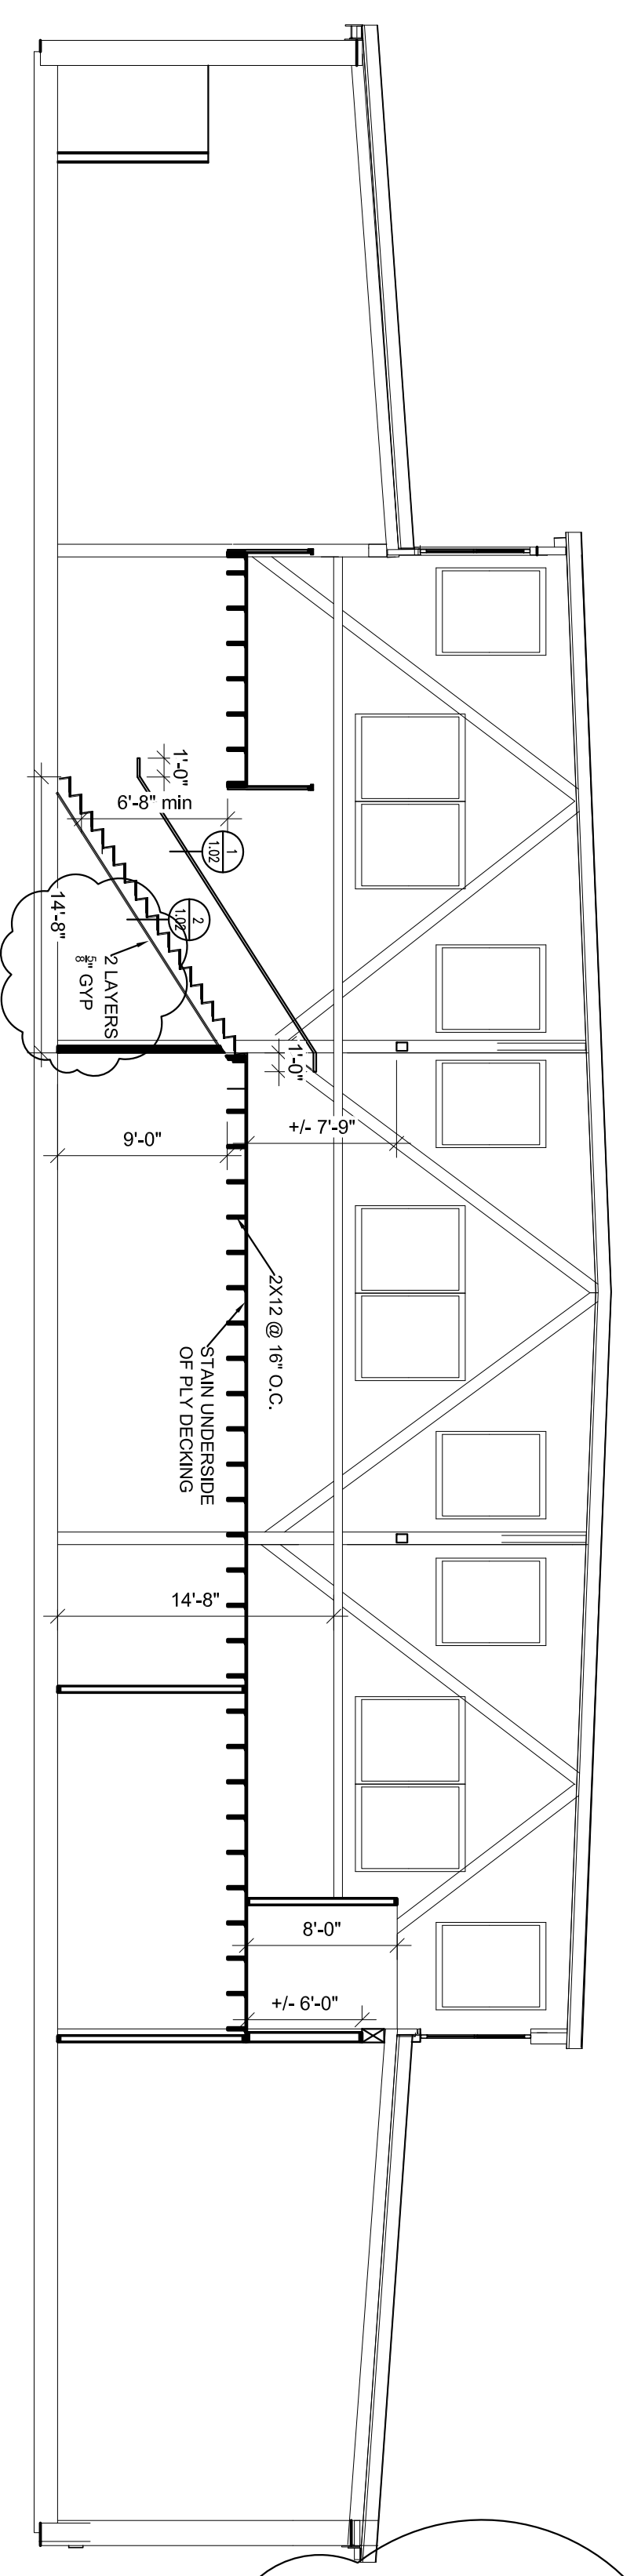 1'-0"
6'-8" min
1
1.02
2
1.02
14'-8"
2 LAYERS
5/8" GYP
1'-0"
9'-0"
+/- 7'-9"
2X12 @ 16" O.C.
STAIN UNDERSIDE
OF PLY DECKING
14'-8"
8'-0"
+/- 6'-0"